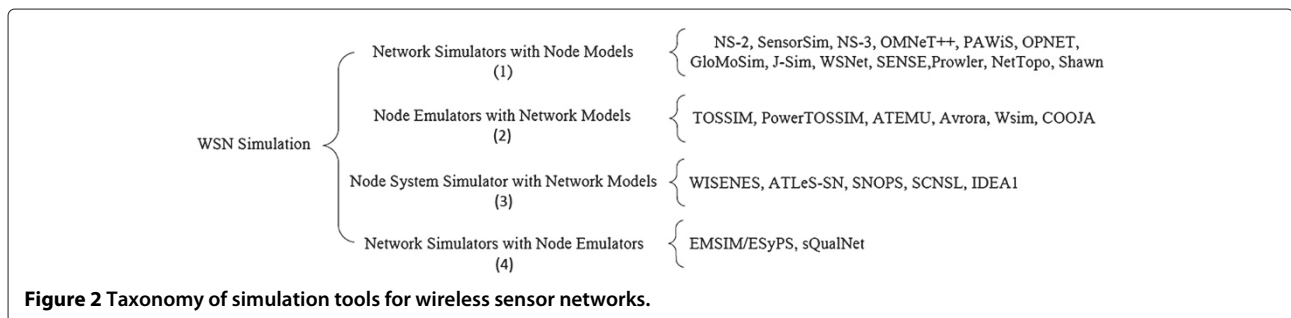 Network Simulators with Node Models
(1)
NS-2, SensorSim, NS-3, OMNeT++, PAWiS, OPNET,
GloMoSim, J-Sim, WSNet, SENSE,Prowler, NetTopo, Shawn
Node Emulators with Network Models
(2)
TOSSIM, PowerTOSSIM, ATEMU, Avrora, Wsim, COOJA
WSN Simulation
Node System Simulator with Network Models
(3)
WISENES, ATLeS-SN, SNOPS, SCNSL, IDEA1
Network Simulators with Node Emulators
(4)
EMSIM/ESyPS, sQualNet
Figure 2 Taxonomy of simulation tools for wireless sensor networks.